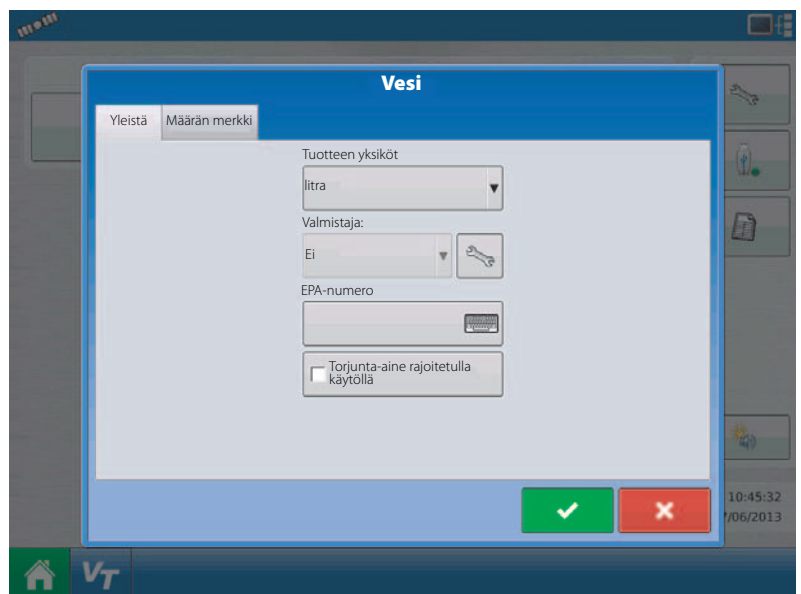 Vesi
Yleistä
Määrän merkki
Tuotteen yksiköt
litra
Valmistaja:
Ei
EPA-numero
Torjunta-aine rajoitetulla
käytöllä
10:45:32
/06/2013
VT